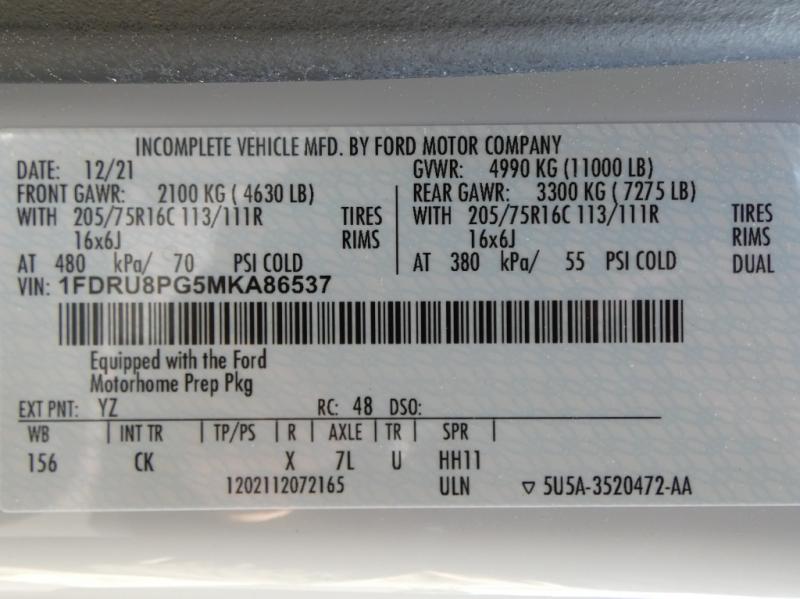 INCOMPLETE VEHICLE MFD. BY FORD MOTOR COMPANY
DATE: 12/21 GVWR: 4990 KG (11000 LB)
FRONT GAWR: 2100 KG ( 4630 LB) REAR GAWR: 3300 KG ( 7275 LB)
WITH 205/75R16C 113/111R TIRES WITH 205/75R16C 113/111R TIRES
16x6J RIMS 16x6J RIMS
AT 480 kPa/ 70 PSI COLD AT 380 kPa/ 55 PSI COLD DUAL
VIN: 1FDRU8PG5MKA86537
Equipped with the Ford
Motorhome Prep Pkg
EXT PNT: YZ RC: 48 DSO:
WB | INT TR | TP/PS | R | AXLE | TR | SPR |
156 CK X 7L U HH11
1202112072165 ULN ▽ 5U5A-3520472-AA